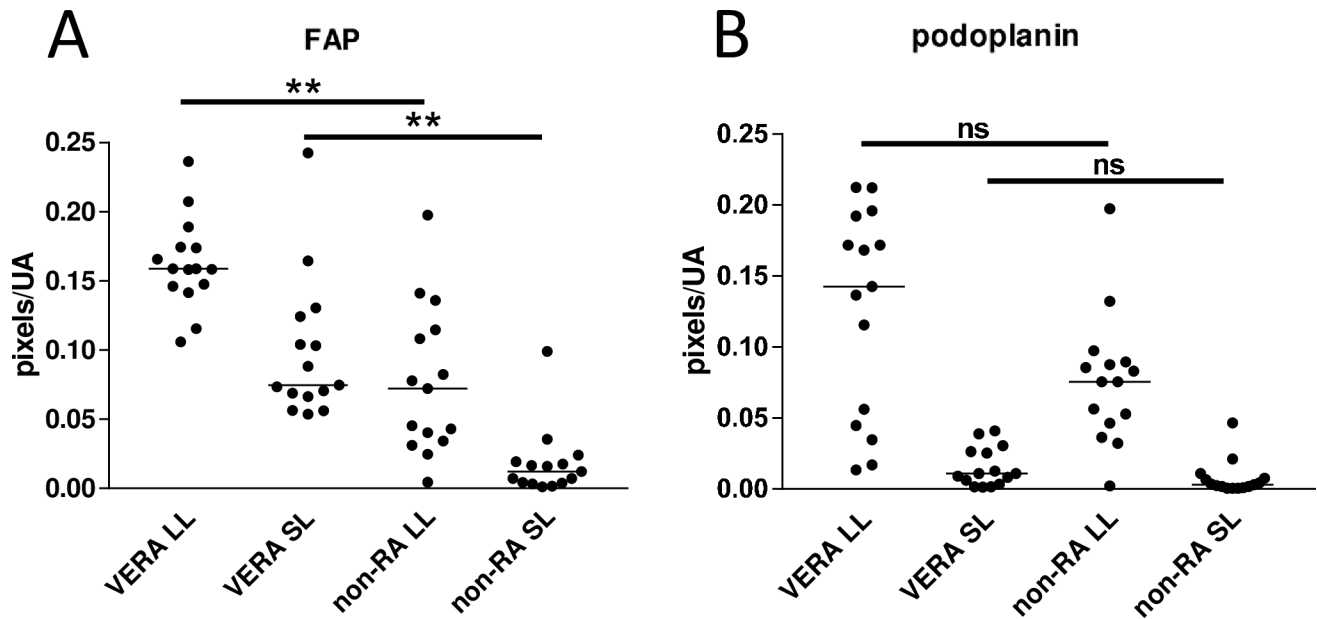 A
FAP
**
**
pixels/UA
0.25
0.20
0.15
0.10
0.05
0.00
VERA LL
VERA SL
non-RA LL
non-RA SL
B
podoplanin
ns
ns
pixels/UA
0.25
0.20
0.15
0.10
0.05
0.00
VERA LL
VERA SL
non-RA LL
non-RA SL